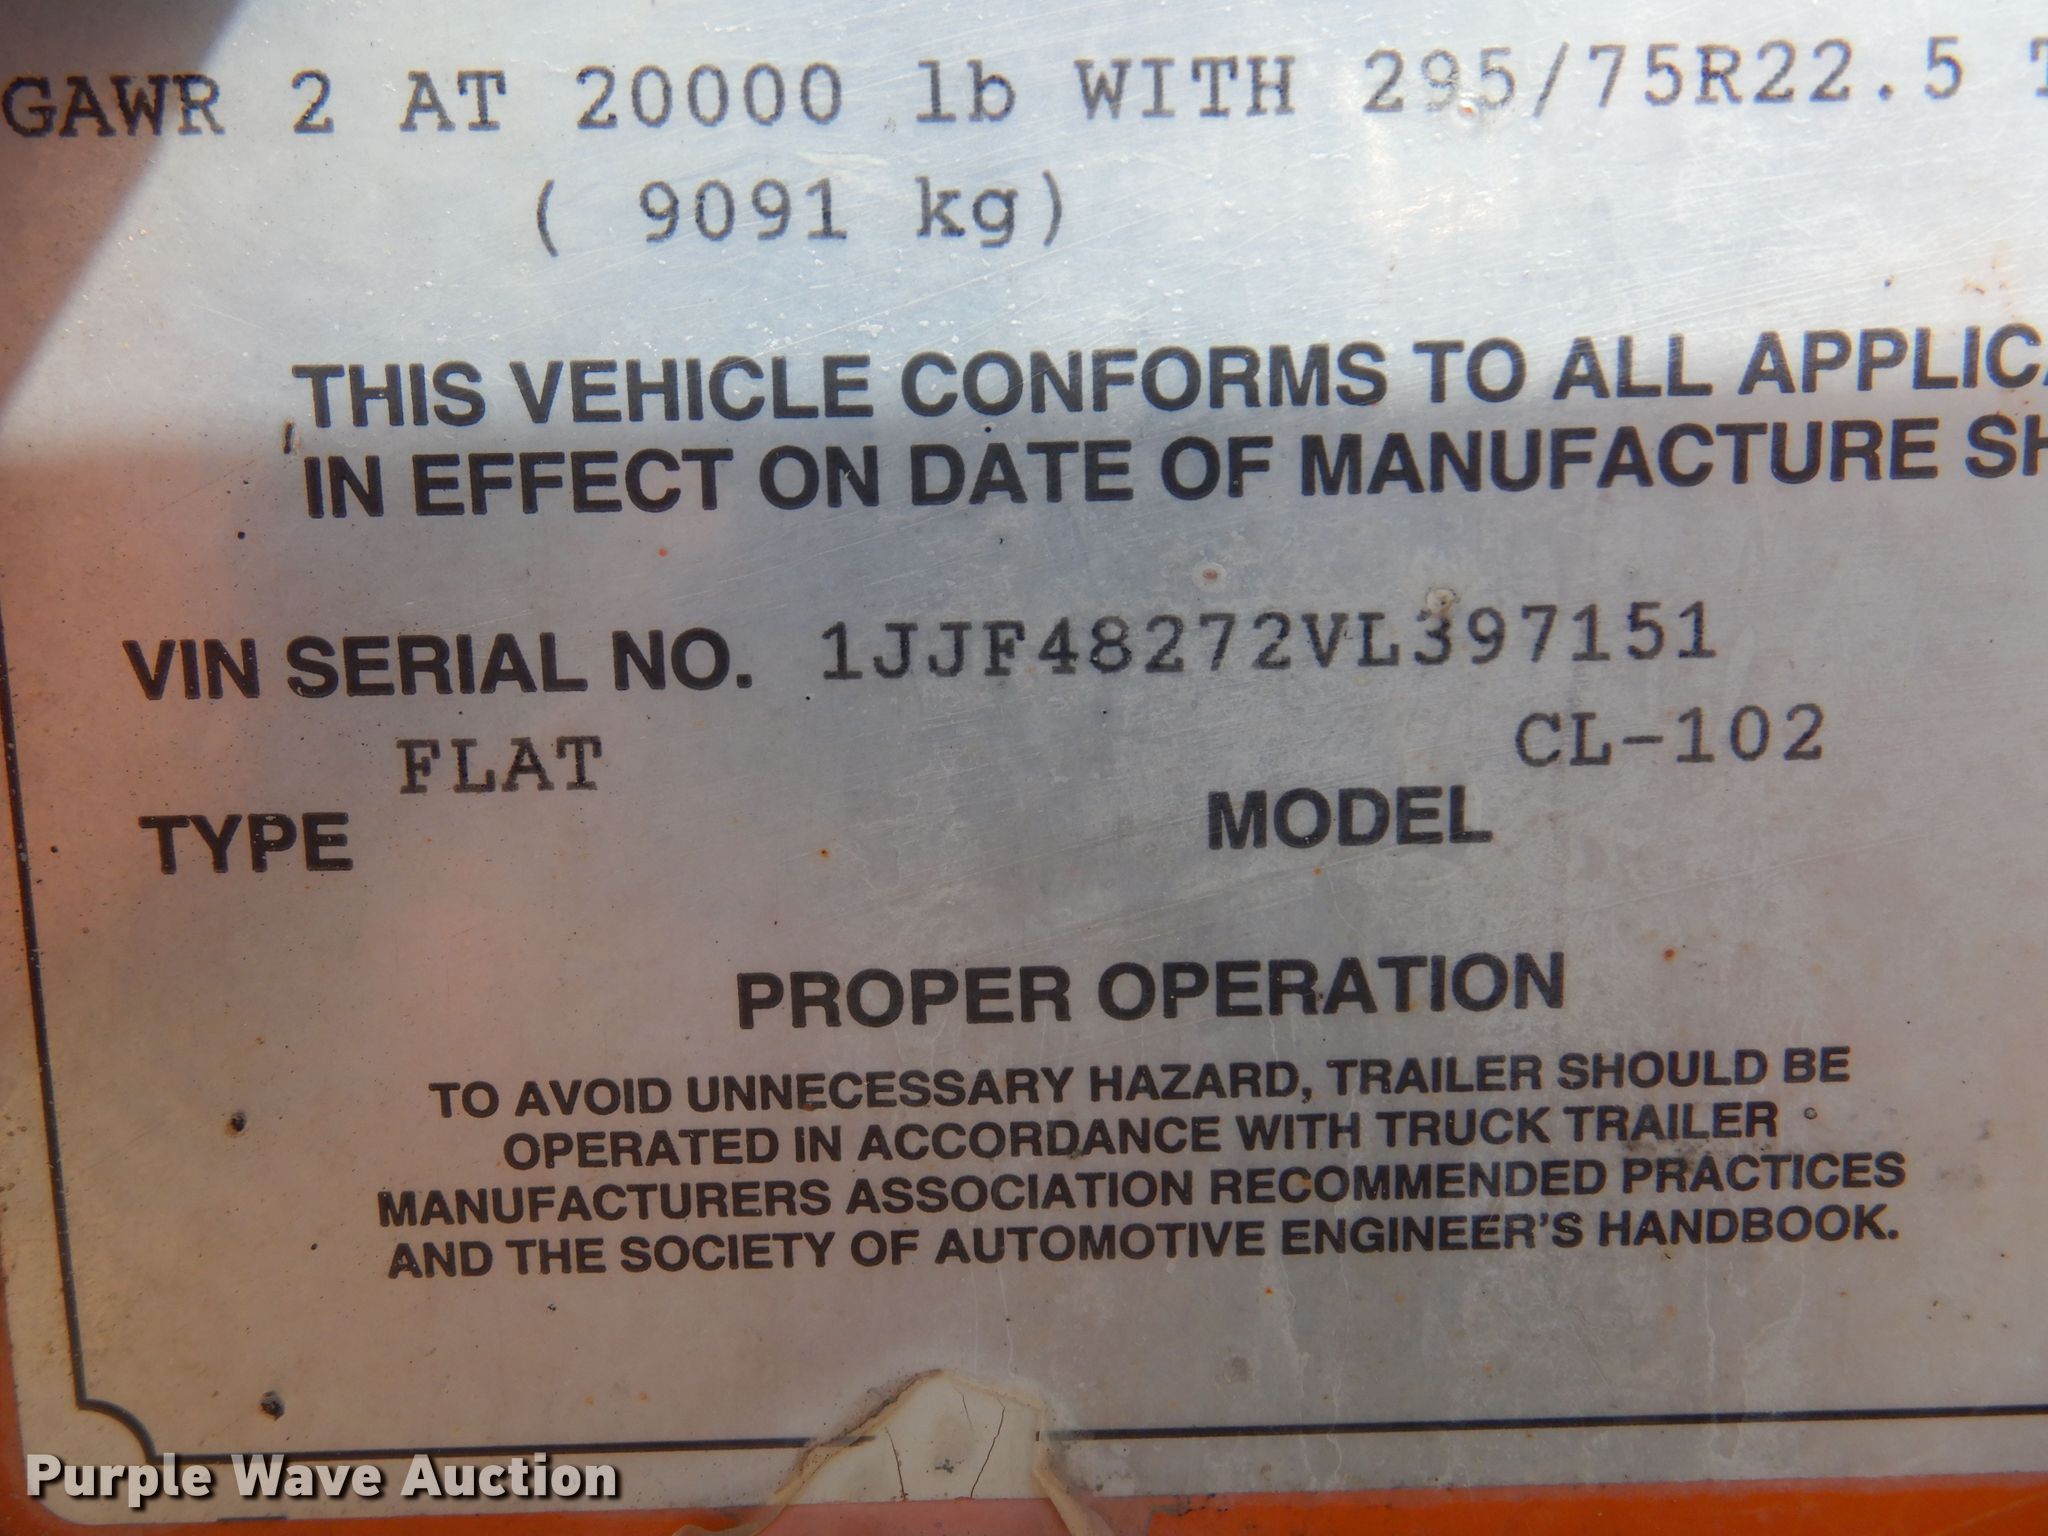 GAWR 2 AT 20000 lb WITH 295/75R22.5
( 9091 kg)
THIS VEHICLE CONFORMS TO ALL
IN EFFECT ON DATE OF MANUFACTURE
VIN SERIAL NO. 1JJF48272VL397151
FLAT CL-102
TYPE MODEL
PROPER OPERATION
TO AVOID UNNECESSARY HAZARD, TRAILER SHOULD BE
OPERATED IN ACCORDANCE WITH TRUCK TRAILER
MANUFACTURERS ASSOCIATION RECOMMENDED PRACTICES
AND THE SOCIETY OF AUTOMOTIVE ENGINEER'S HANDBOOK.
Purple Wave Auction